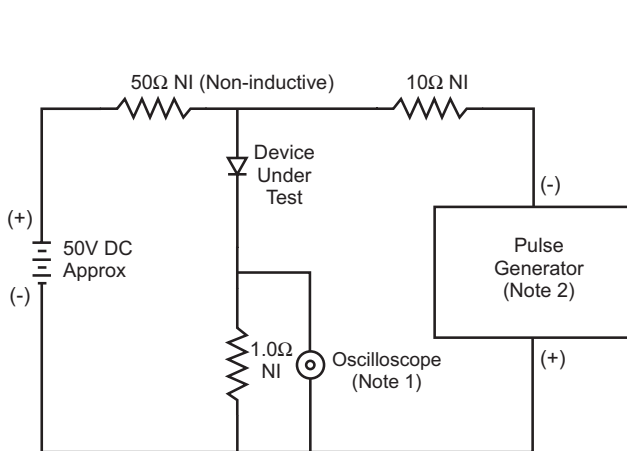 50Ω NI (Non-inductive)
10Ω NI
Device
Under
Test
(-)
(+)
50V DC
Approx
(-)
Pulse
Generator
(Note 2)
1.0Ω
NI
Oscilloscope
(Note 1)
(+)